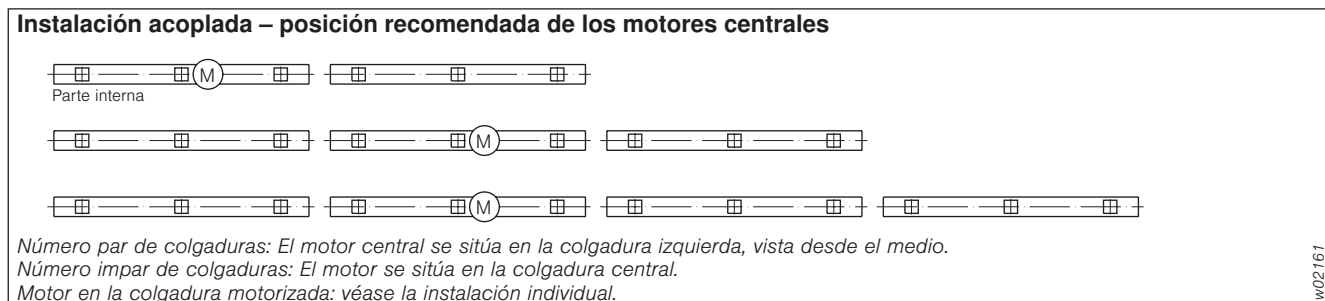 Instalación acoplada – posición recomendada de los motores centrales
M
Parte interna
M
M
Número par de colgaduras: El motor central se sitúa en la colgadura izquierda, vista desde el medio.
Número impar de colgaduras: El motor se sitúa en la colgadura central.
Motor en la colgadura motorizada: véase la instalación individual.
w02161